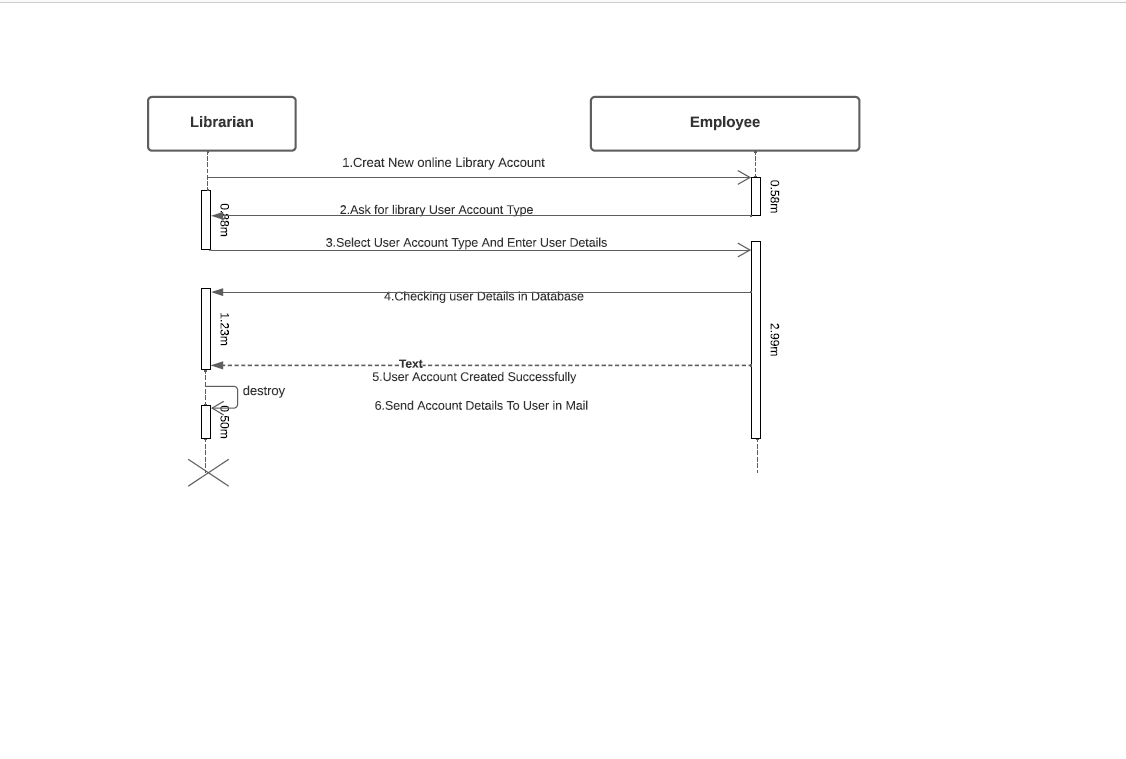 Librarian
Employee
1.Creat New online Library Account
0.58m
2.Ask for library User Account Type
0.88m
3.Select User Account Type And Enter User Details
4.Checking user Details in Database
1.23m
2.99m
Text
5.User Account Created Successfully
destroy
6.Send Account Details To User in Mail
0.50m